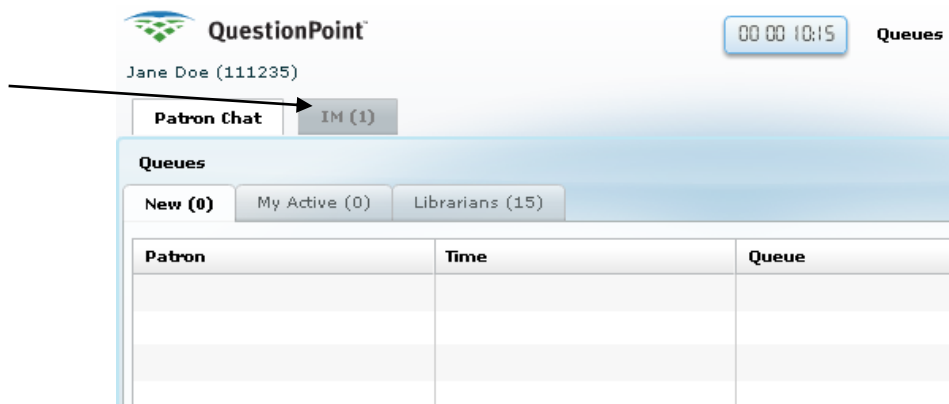 QuestionPoint 00 00 10:15 Queues
Jane Doe (111235)
Patron Chat IM (1)
Queues
New (0) My Active (0) Librarians (15)
Patron Time Queue